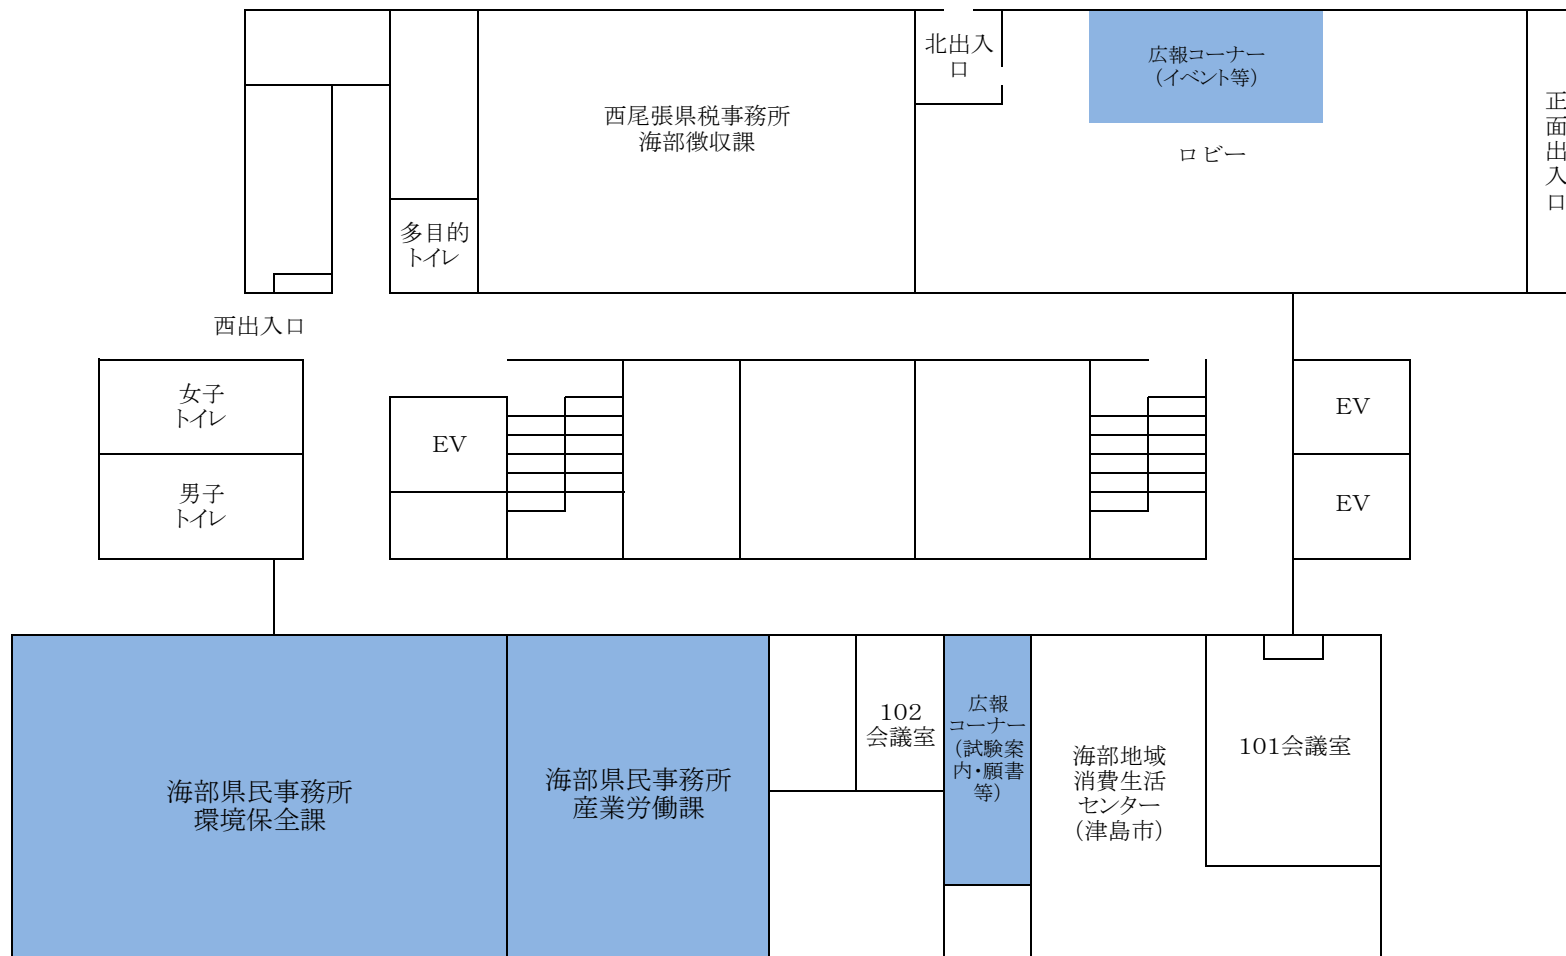 北出入
口
広報コーナー
（イベント等）
西尾張県税事務所
海部徴収課
ロビー
正面出入口
多目的
トイレ
西出入口
女子
トイレ
男子
トイレ
EV
EV
EV
102
会議室
広報
コーナー
（試験案
内・願書
等）
海部地域
消費生活
センター
（津島市）
101会議室
海部県民事務所
環境保全課
海部県民事務所
産業労働課